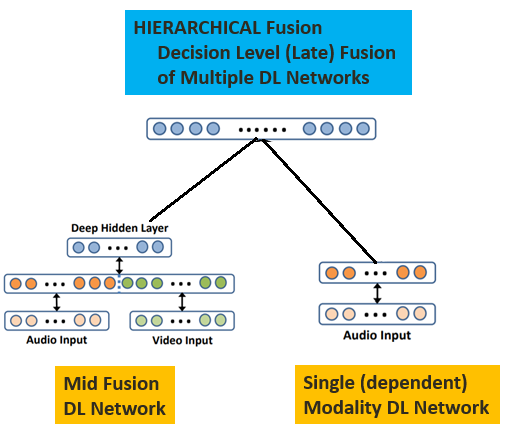 HIERARCHICAL Fusion
Decision Level (Late) Fusion
of Multiple DL Networks
Deep Hidden Layer
Audio Input
Video Input
Audio Input
Mid Fusion
DL Network
Single (dependent)
Modality DL Network